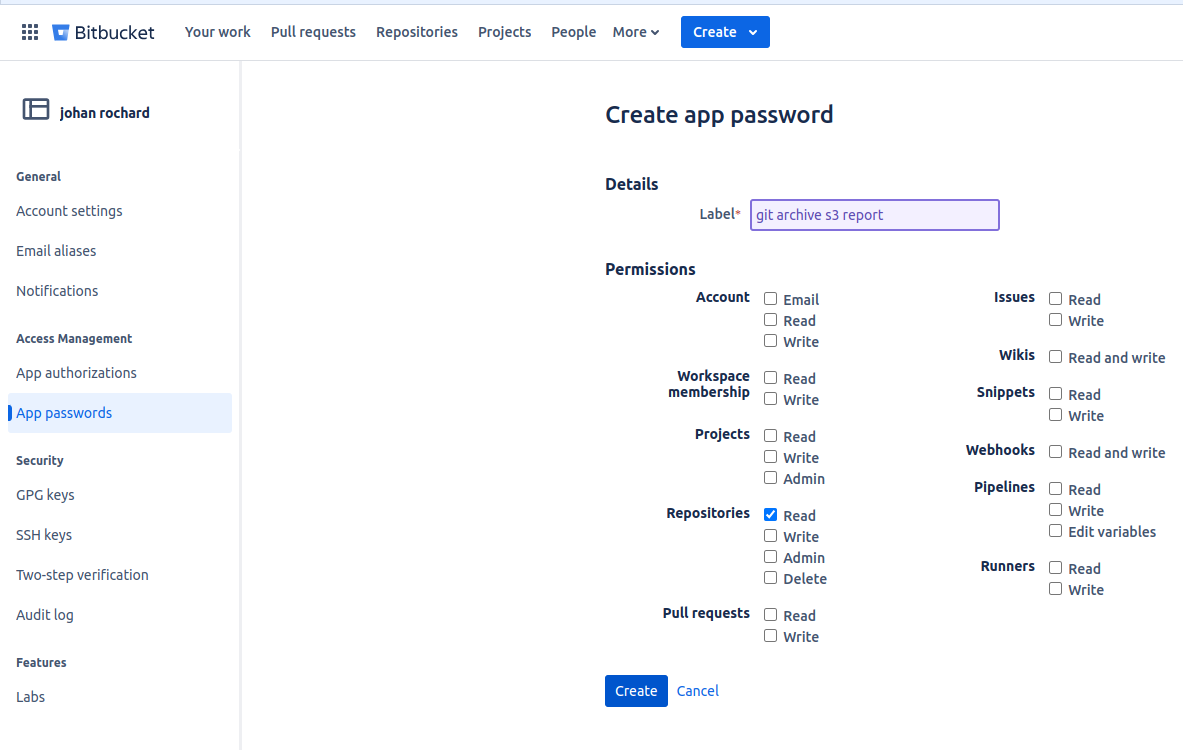 Bitbucket
Your work
Pull requests
Repositories
Projects
People
More
Create
johan rochard
General
Account settings
Email aliases
Notifications
Access Management
App authorizations
App passwords
Security
GPG keys
SSH keys
Two-step verification
Audit log
Features
Labs
Create app password
Details
Label*
git archive s3 report
Permissions
Account
Email
Read
Write
Workspace
membership
Read
Write
Projects
Read
Write
Admin
Repositories
Read
Write
Admin
Delete
Pull requests
Read
Write
Issues
Read
Write
Wikis
Read and write
Snippets
Read
Write
Webhooks
Read and write
Pipelines
Read
Write
Edit variables
Runners
Read
Write
Create
Cancel